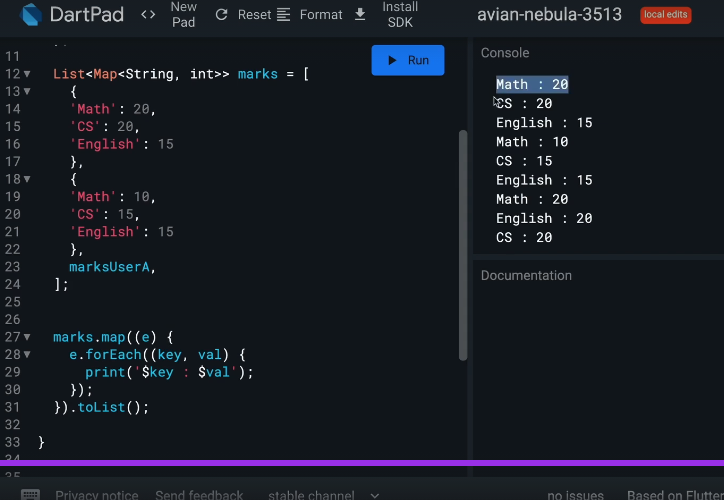 DartPad
<>
New Pad
Reset
Format
Install SDK
avian-nebula-3513
local edits
Run
11
12 List<Map<String, int>> marks = [
13 {
14 'Math': 20,
15 'CS': 20,
16 'English': 15
17 },
18 {
19 'Math': 10,
20 'CS': 15,
21 'English': 15
22 },
23 marksUserA,
24 ];
25
26
27 marks.map((e) {
28 e.forEach((key, val) {
29 print('$key : $val');
30 });
31 }).toList();
32
33 }
34
35
Console
Math : 20
CS : 20
English : 15
Math : 10
CS : 15
English : 15
Math : 20
English : 20
CS : 20
Documentation
Privacy notice
Send feedback
stable channel
no issues
Based on Flutter